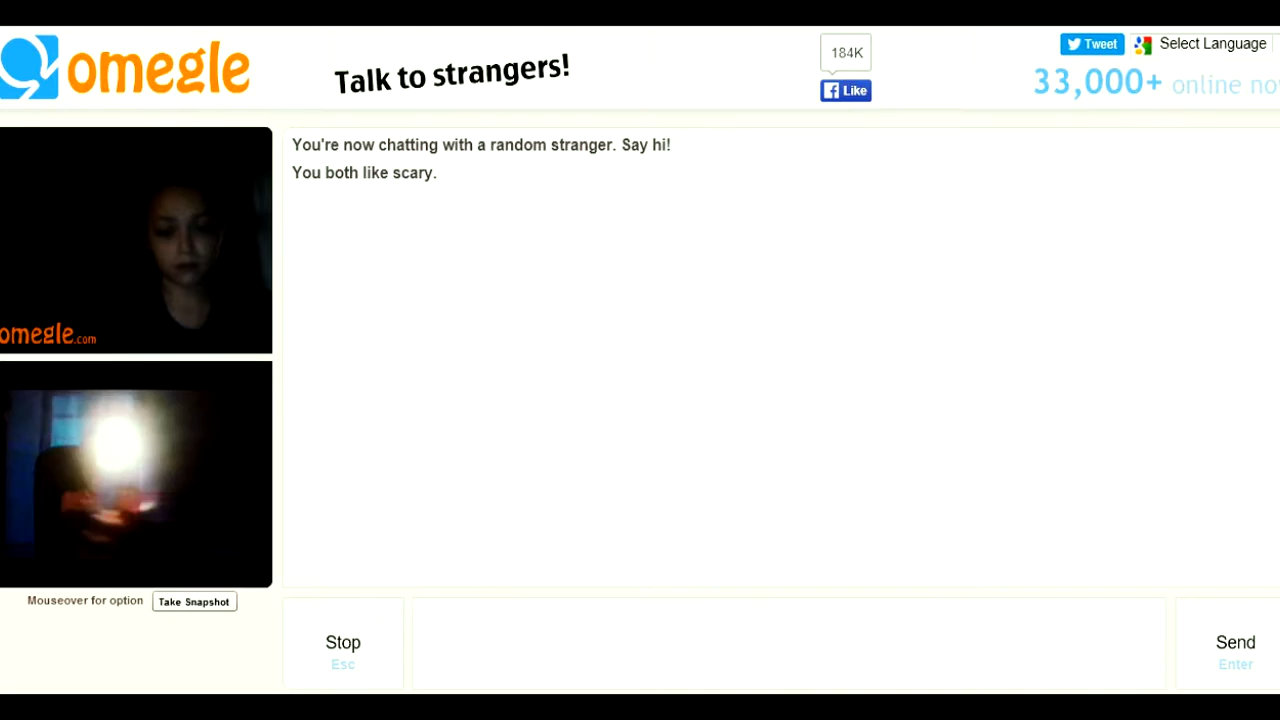 omegle
Talk to strangers!
184K
Like
Tweet
Select Language
33,000+ online no
You're now chatting with a random stranger. Say hi!
You both like scary.
omegle.com
Mouseover for option
Take Snapshot
Stop
Esc
Send
Enter